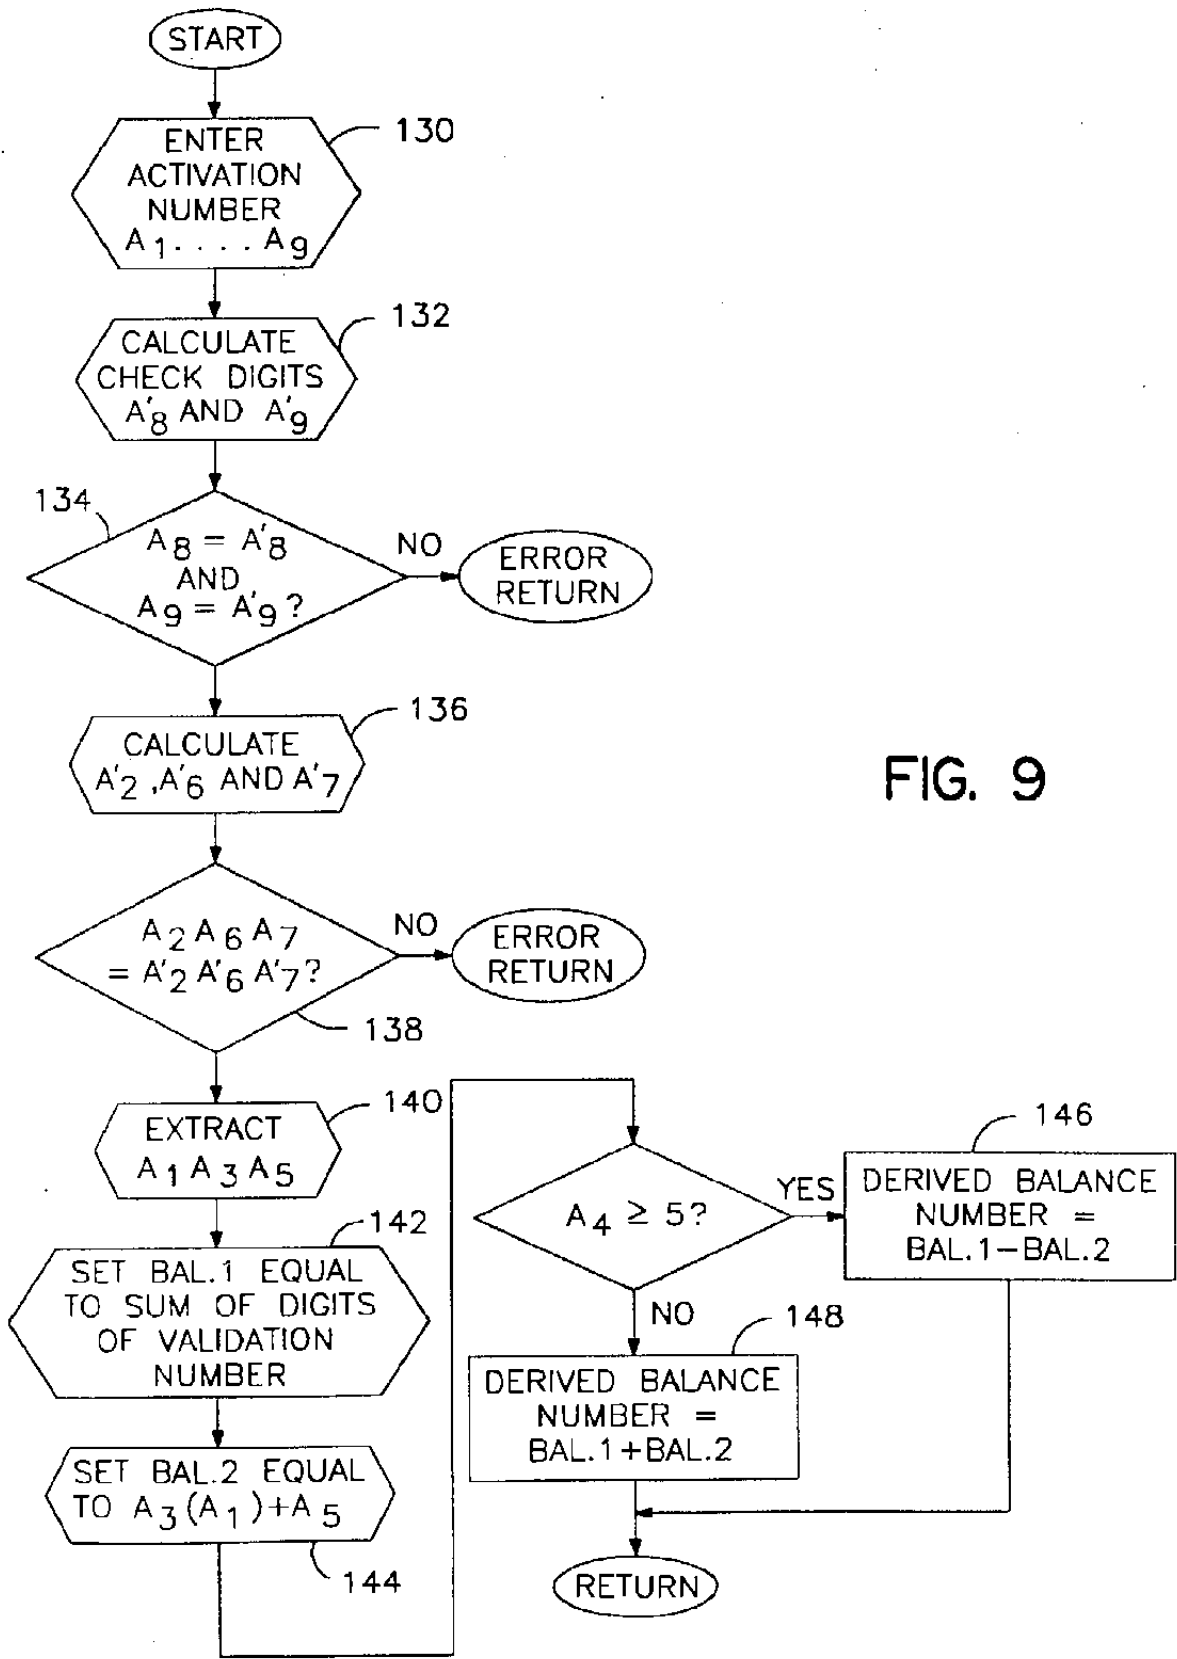 START
130
ENTER
ACTIVATION
NUMBER
A1. . . . A9
132
CALCULATE
CHECK DIGITS
A'8 AND A'9
134
A8 = A'8
AND
A9 = A'9?
NO
ERROR
RETURN
136
CALCULATE
A'2 ,A'6 AND A'7
FIG. 9
A2 A6 A7
= A'2 A'6 A'7?
NO
ERROR
RETURN
138
140
EXTRACT
A1 A3 A5
142
SET BAL.1 EQUAL
TO SUM OF DIGITS
OF VALIDATION
NUMBER
SET BAL.2 EQUAL
TO A3(A1)+A5
144
A4 ≥ 5?
YES
146
DERIVED BALANCE
NUMBER =
BAL.1-BAL.2
NO
148
DERIVED BALANCE
NUMBER =
BAL.1+BAL.2
RETURN